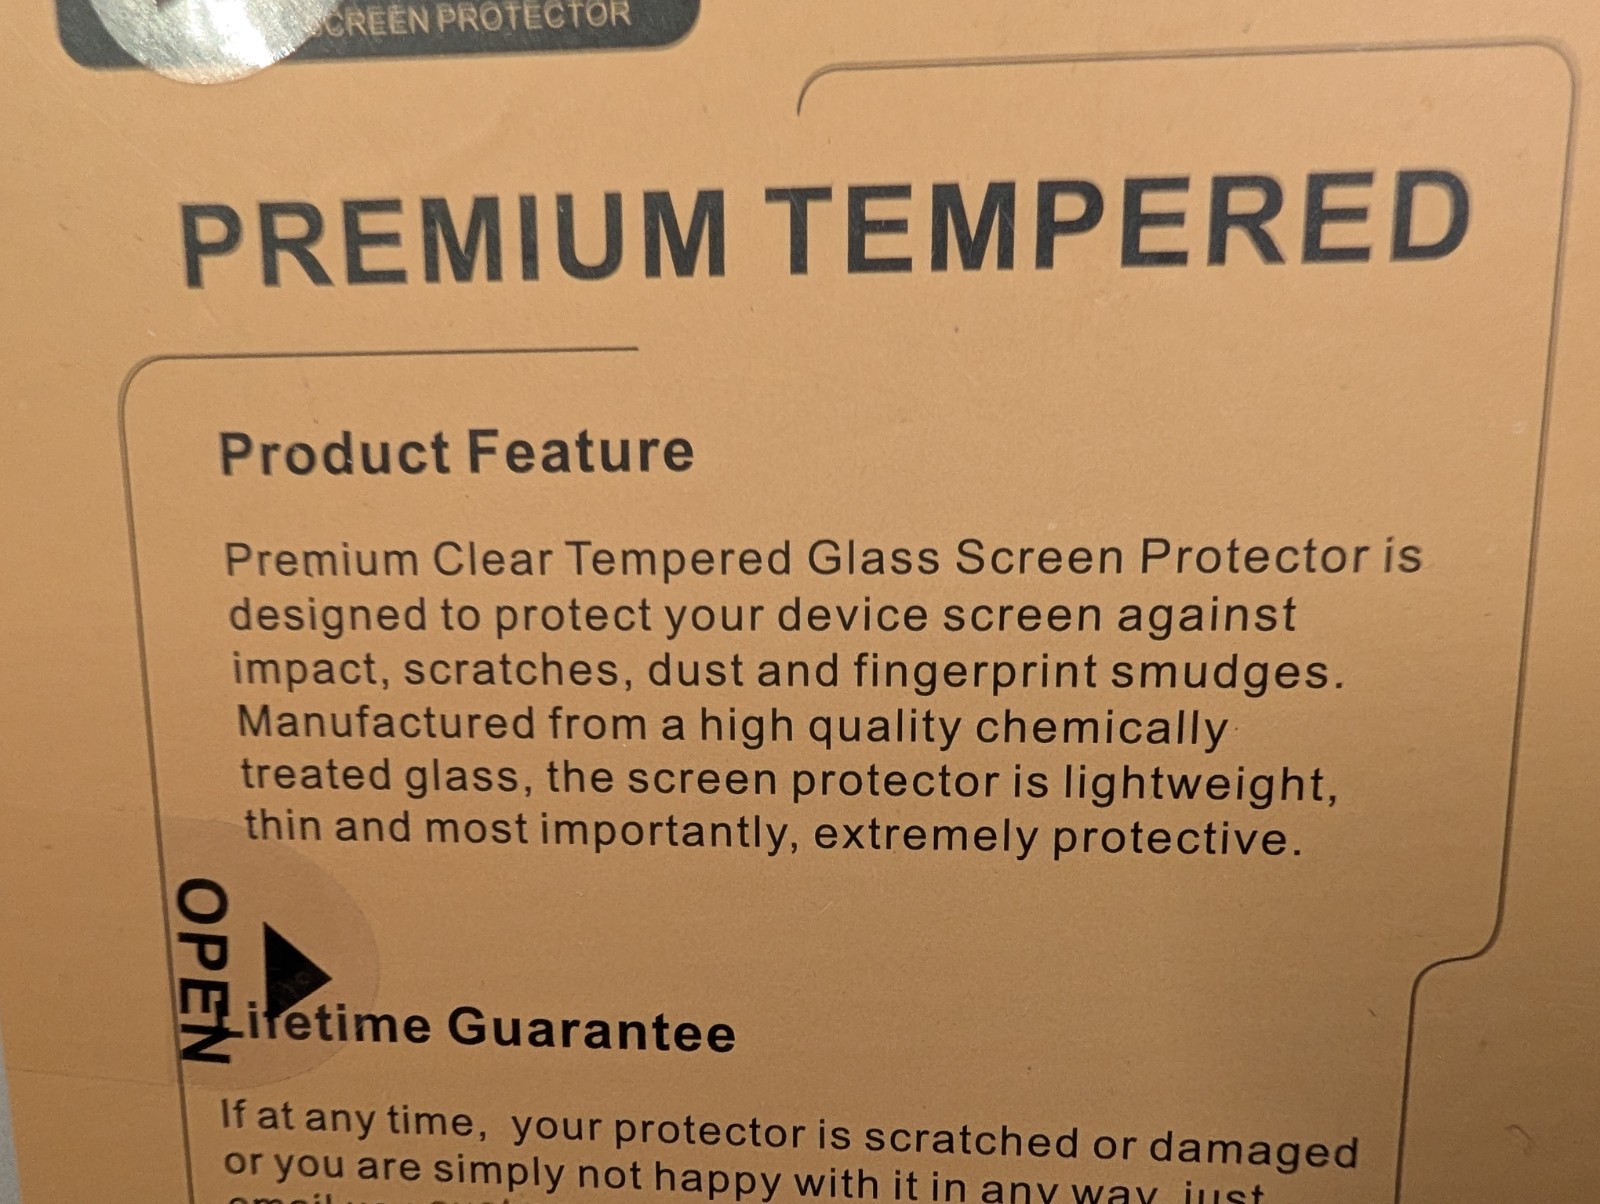 SCREEN PROTECTOR
PREMIUM TEMPERED
Product Feature
Premium Clear Tempered Glass Screen Protector is
designed to protect your device screen against
impact, scratches, dust and fingerprint smudges.
Manufactured from a high quality chemically
treated glass, the screen protector is lightweight,
thin and most importantly, extremely protective.
OPEN
Lifetime Guarantee
If at any time, your protector is scratched or damaged
or you are simply not happy with it in any way, just